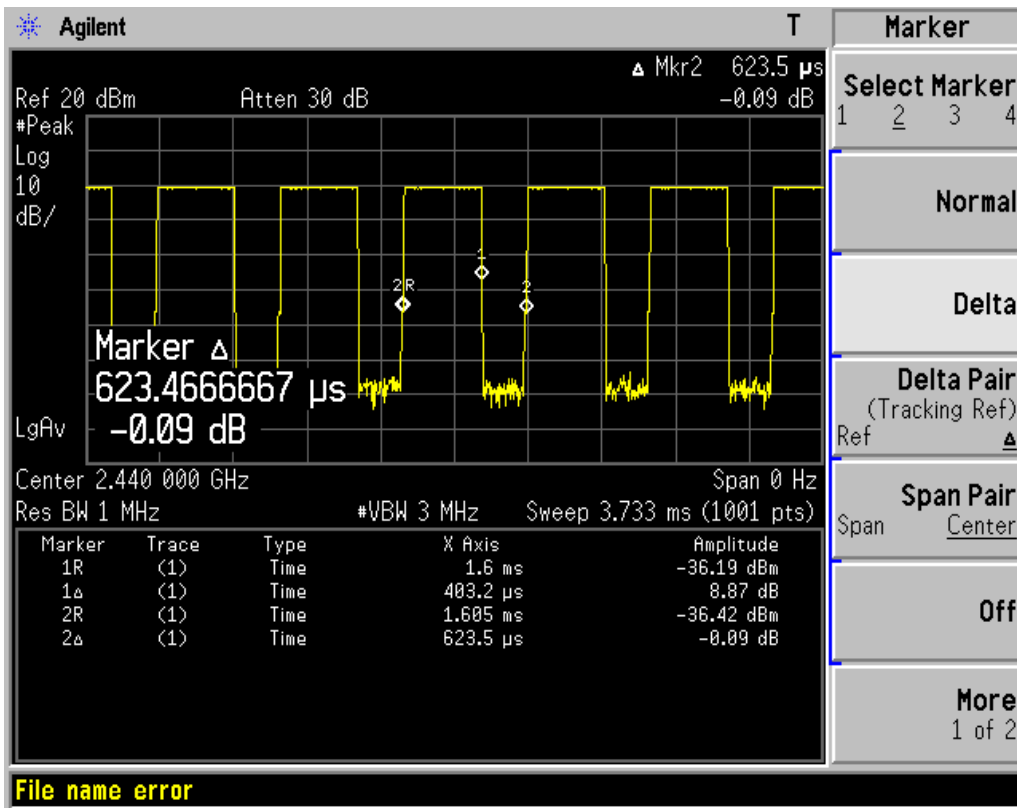 Agilent T
Δ Mkr2 623.5 µs
Ref 20 dBm Atten 30 dB -0.09 dB
#Peak
Log
10
dB/
1
2R
2
Marker Δ
623.4666667 µs
-0.09 dB
LgAv
Center 2.440 000 GHz Span 0 Hz
Res BW 1 MHz #VBW 3 MHz Sweep 3.733 ms (1001 pts)
Marker Trace Type X Axis Amplitude
1R (1) Time 1.6 ms -36.19 dBm
1Δ (1) Time 403.2 µs 8.87 dB
2R (1) Time 1.605 ms -36.42 dBm
2Δ (1) Time 623.5 µs -0.09 dB
File name error
Marker
Select Marker
1 2 3 4
Normal
Delta
Delta Pair
(Tracking Ref)
Ref Δ
Span Pair
Span Center
Off
More
1 of 2